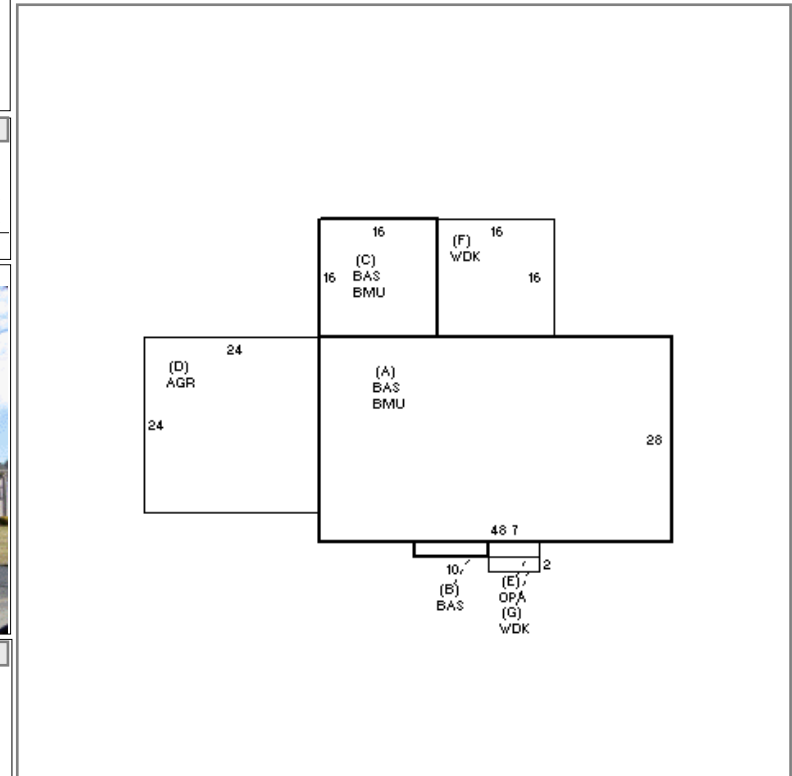 16
(C)
BAS
BMU
16
(F)
WDK
16
16
24
(D)
AGR
24
(A)
BAS
BMU
28
48 7
10
(B)
BAS
2
(E)
OPA
(G)
WDK